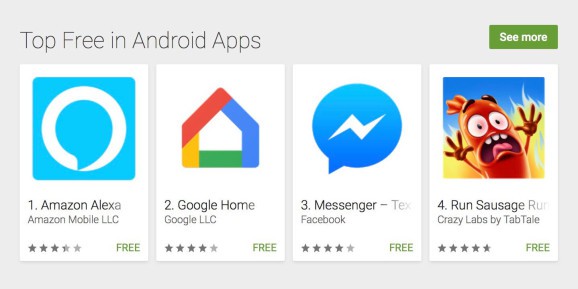 Top Free in Android Apps
See more
1. Amazon Alexa
Amazon Mobile LLC
FREE
2. Google Home
Google LLC
FREE
3. Messenger – Tex
Facebook
FREE
4. Run Sausage Run
Crazy Labs by TabTale
FREE